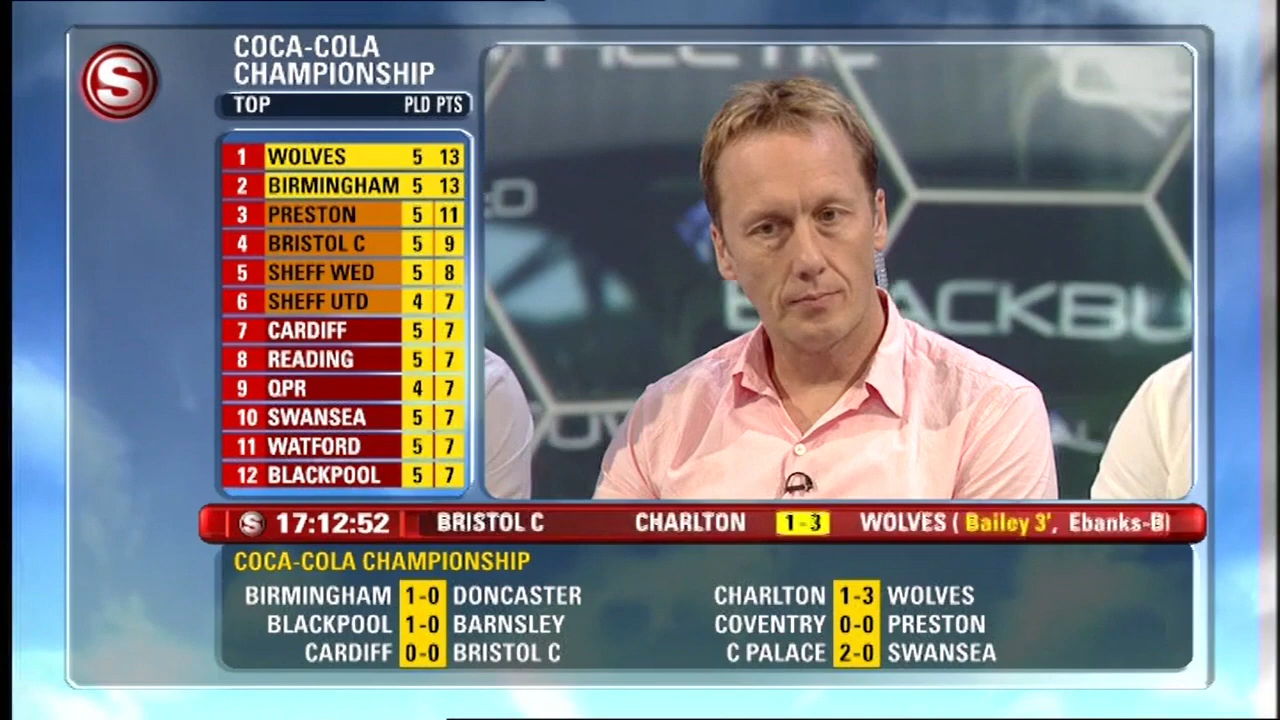 COCA-COLA
CHAMPIONSHIP
TOP PLD PTS
1 WOLVES 5 13
2 BIRMINGHAM 5 13
3 PRESTON 5 11
4 BRISTOL C 5 9
5 SHEFF WED 5 8
6 SHEFF UTD 4 7
7 CARDIFF 5 7
8 READING 5 7
9 QPR 4 7
10 SWANSEA 5 7
11 WATFORD 5 7
12 BLACKPOOL 5 7
S 17:12:52 BRISTOL C CHARLTON 1-3 WOLVES ( Bailey 3', Ebanks-Bl
COCA-COLA CHAMPIONSHIP
BIRMINGHAM 1-0 DONCASTER CHARLTON 1-3 WOLVES
BLACKPOOL 1-0 BARNSLEY COVENTRY 0-0 PRESTON
CARDIFF 0-0 BRISTOL C C PALACE 2-0 SWANSEA
S